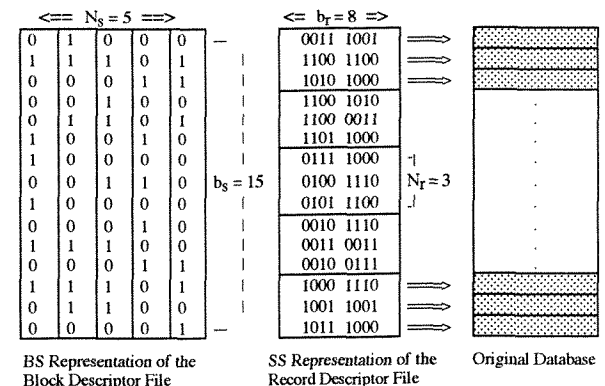 <== Ns = 5 ==> <= br = 8 =>
0 1 0 0 0 — 0011 1001
1 1 1 0 1 1100 1100
0 0 0 1 1 1010 1000
0 0 1 0 0 1100 1010
0 1 1 1 0 1 1100 0011
1 0 0 1 0 1101 1000
1 0 0 0 0 0111 1000
0 0 1 1 0 bs = 15 0100 1110 Nr = 3
1 0 0 0 0 0101 1100
0 0 0 1 0 0010 1110
1 1 1 0 0 0011 0011
0 0 0 1 1 0010 0111
1 1 1 0 1 1000 1110
0 1 1 0 0 1001 1001
0 0 0 0 1 — 1011 1000
BS Representation of the
Block Descriptor File
SS Representation of the
Record Descriptor File
Original Database